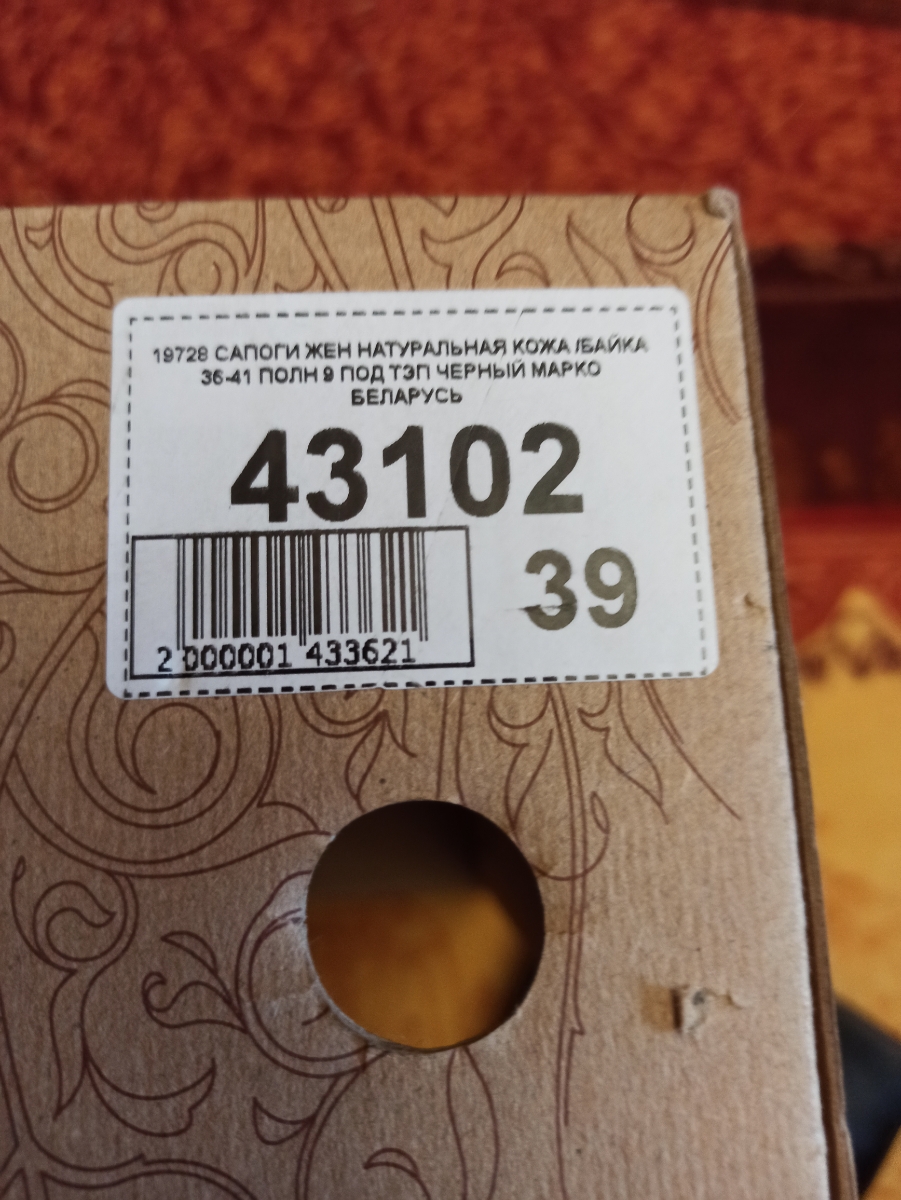 19728 САПОГИ ЖЕН НАТУРАЛЬНАЯ КОЖА /БАЙКА
36-41 ПОЛН 9 ПОД ТЭП ЧЕРНЫЙ МАРКО
БЕЛАРУСЬ
43102
39
2 000001 433621